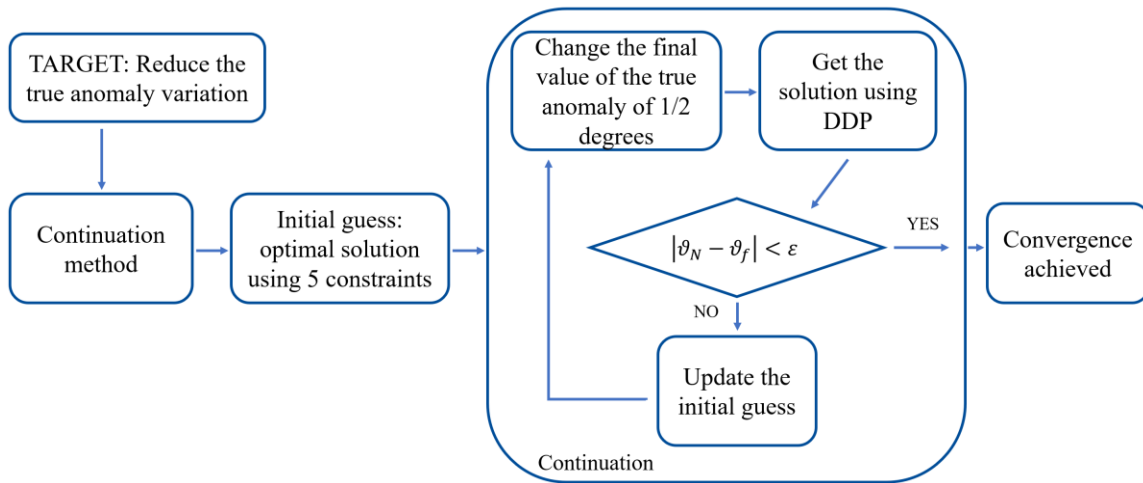 TARGET: Reduce the
true anomaly variation
Continuation
method
Initial guess:
optimal solution
using 5 constraints
Change the final
value of the true
anomaly of 1/2
degrees
Get the
solution using
DDP
|𝜗_N − 𝜗_f| < 𝜀
YES
NO
Update the
initial guess
Continuation
Convergence
achieved